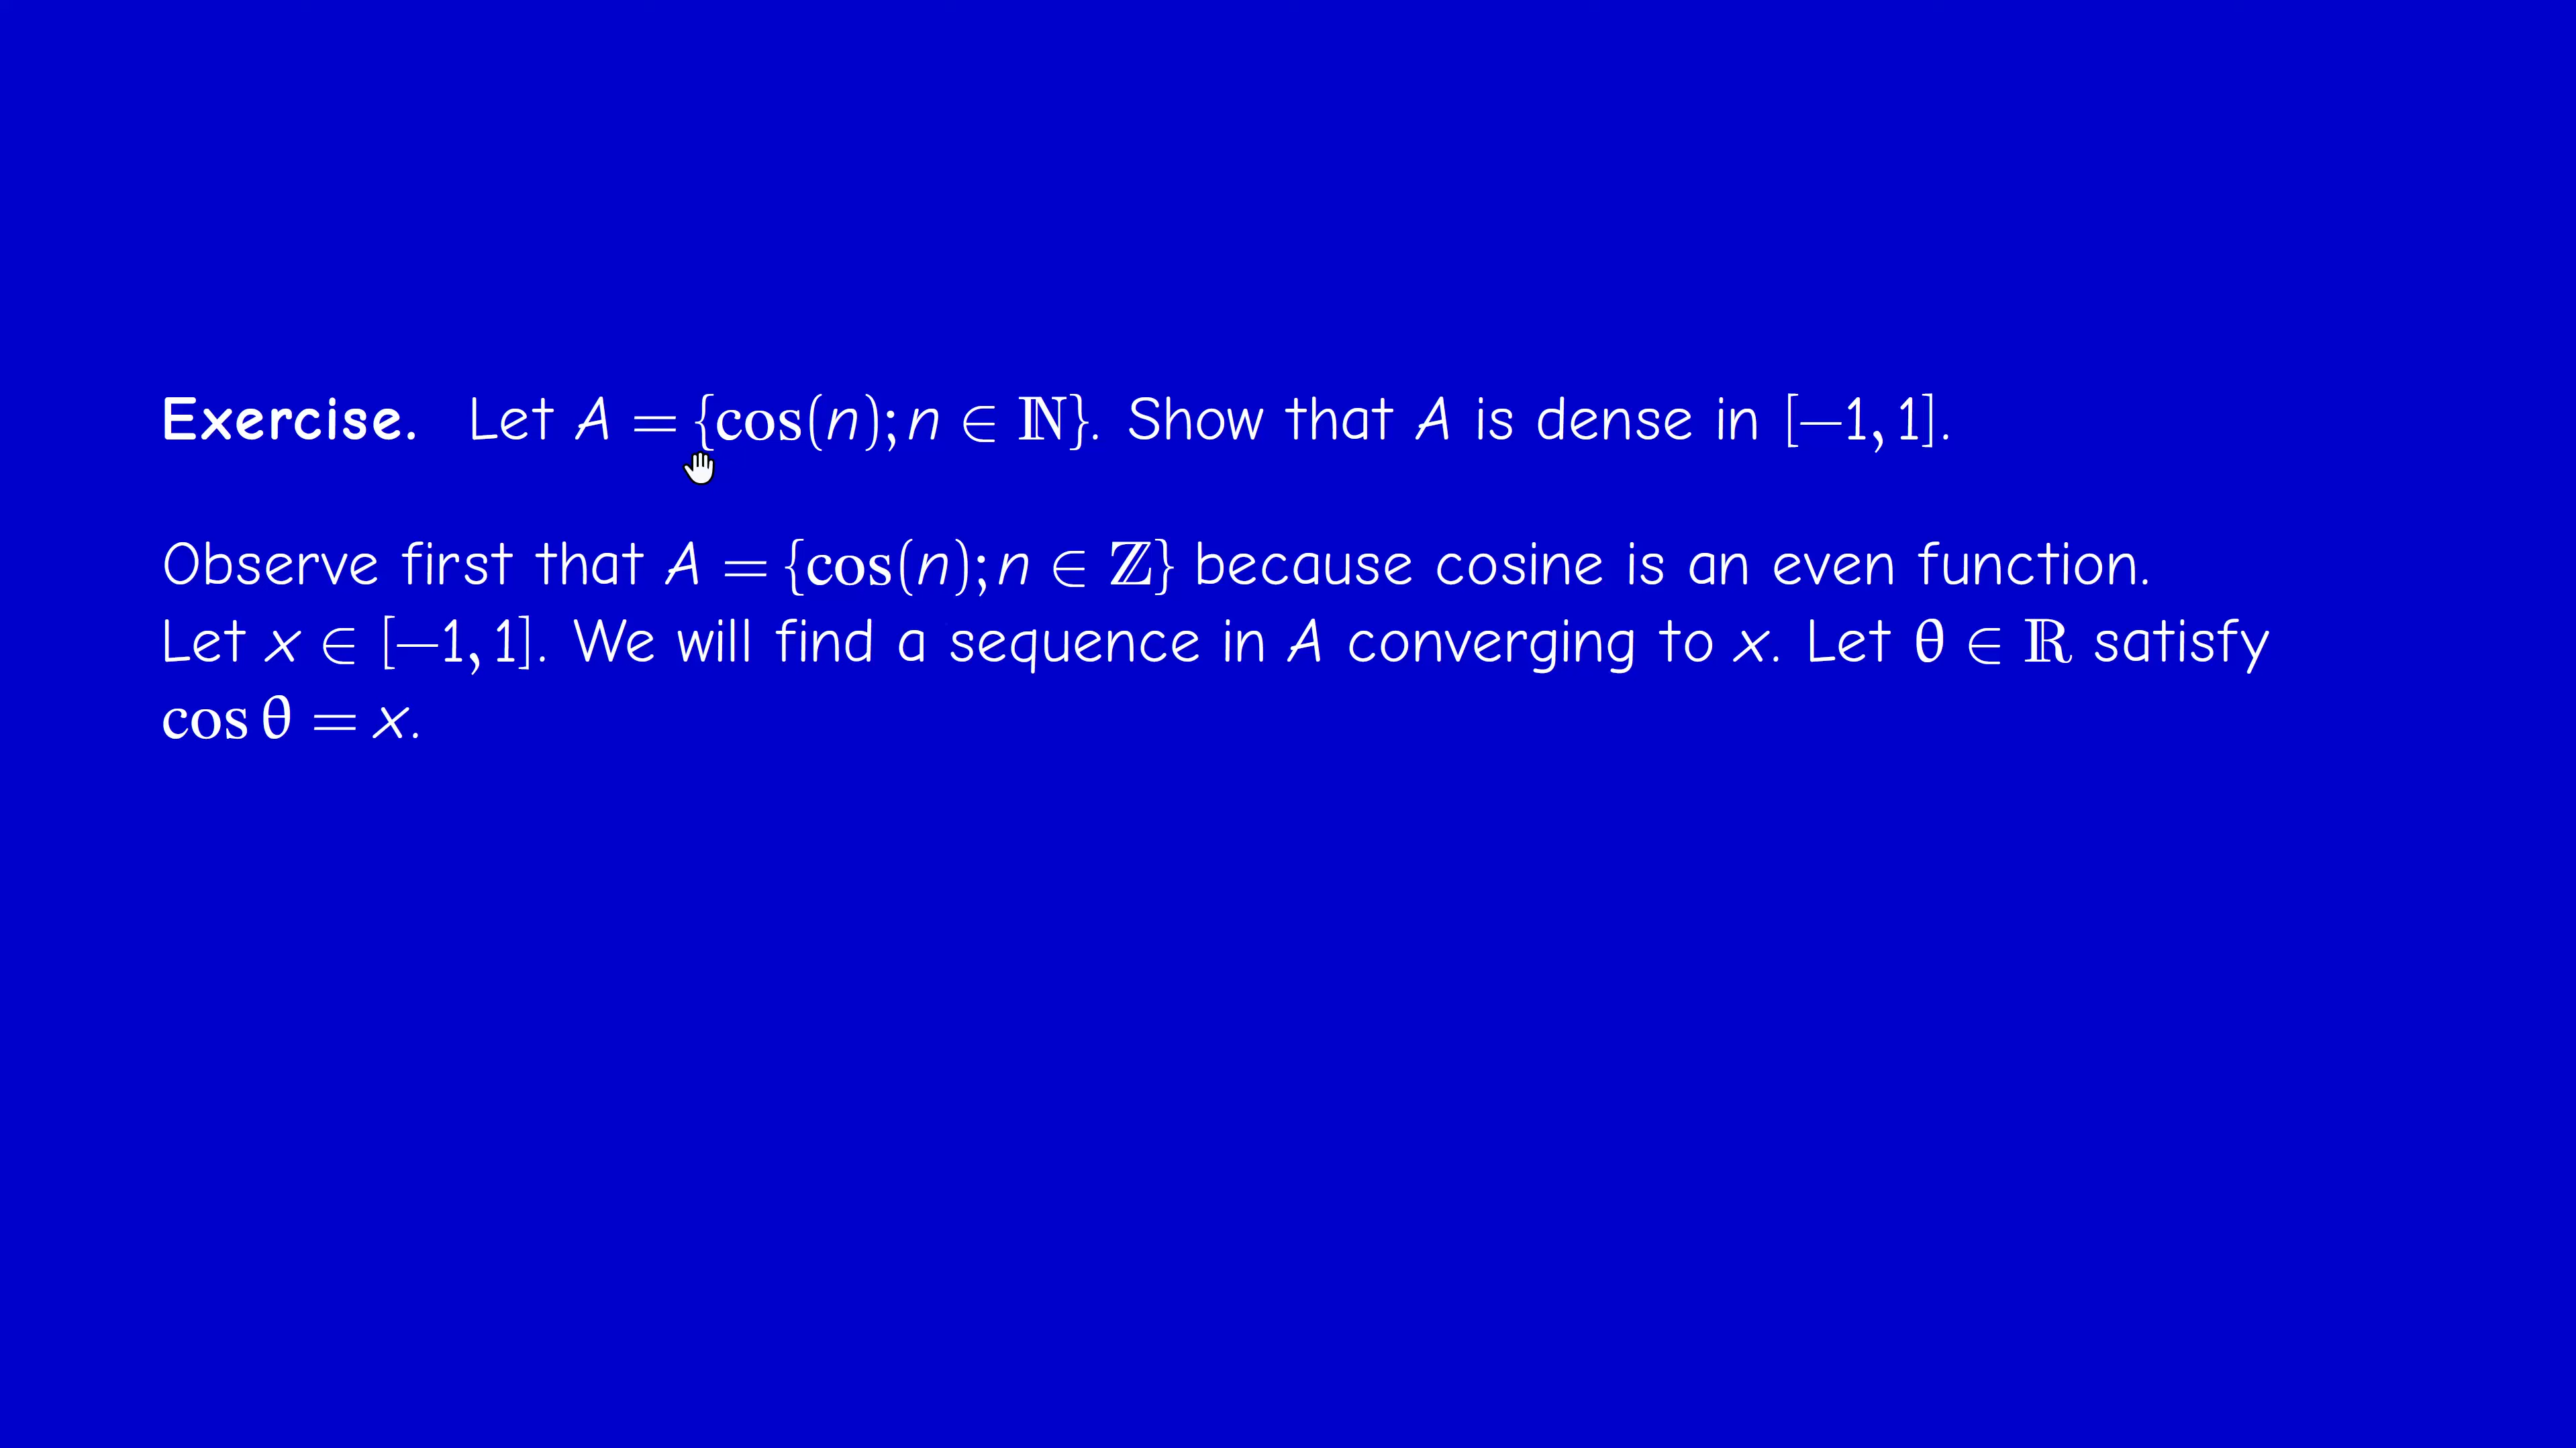 Exercise. Let A = {cos(n); n ∈ ℕ}. Show that A is dense in [−1, 1].
Observe first that A = {cos(n); n ∈ ℤ} because cosine is an even function.
Let x ∈ [−1, 1]. We will find a sequence in A converging to x. Let θ ∈ ℝ satisfy
cos θ = x.